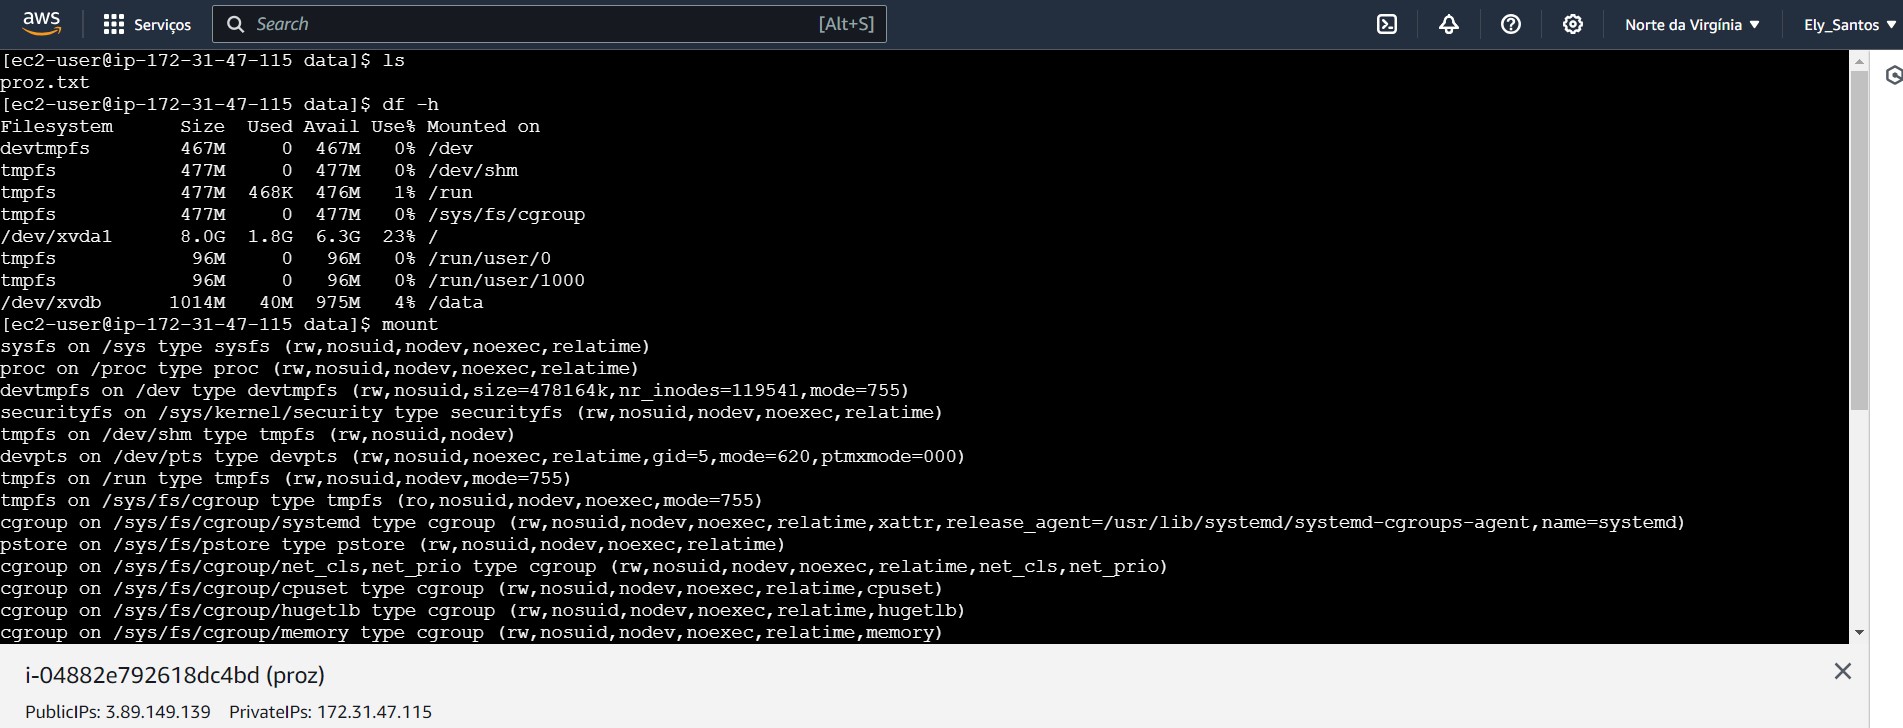 aws
Serviços
Search [Alt+S]
Norte da Virgínia
Ely_Santos
[ec2-user@ip-172-31-47-115 data]$ ls
proz.txt
[ec2-user@ip-172-31-47-115 data]$ df -h
Filesystem      Size  Used Avail Use% Mounted on
devtmpfs        467M     0  467M   0% /dev
tmpfs           477M     0  477M   0% /dev/shm
tmpfs           477M  468K  476M   1% /run
tmpfs           477M     0  477M   0% /sys/fs/cgroup
/dev/xvda1      8.0G  1.8G  6.3G  23% /
tmpfs            96M     0   96M   0% /run/user/0
tmpfs            96M     0   96M   0% /run/user/1000
/dev/xvdb      1014M   40M  975M   4% /data
[ec2-user@ip-172-31-47-115 data]$ mount
sysfs on /sys type sysfs (rw,nosuid,nodev,noexec,relatime)
proc on /proc type proc (rw,nosuid,nodev,noexec,relatime)
devtmpfs on /dev type devtmpfs (rw,nosuid,size=478164k,nr_inodes=119541,mode=755)
securityfs on /sys/kernel/security type securityfs (rw,nosuid,nodev,noexec,relatime)
tmpfs on /dev/shm type tmpfs (rw,nosuid,nodev)
devpts on /dev/pts type devpts (rw,nosuid,noexec,relatime,gid=5,mode=620,ptmxmode=000)
tmpfs on /run type tmpfs (rw,nosuid,nodev,mode=755)
tmpfs on /sys/fs/cgroup type tmpfs (ro,nosuid,nodev,noexec,mode=755)
cgroup on /sys/fs/cgroup/systemd type cgroup (rw,nosuid,nodev,noexec,relatime,xattr,release_agent=/usr/lib/systemd/systemd-cgroups-agent,name=systemd)
pstore on /sys/fs/pstore type pstore (rw,nosuid,nodev,noexec,relatime)
cgroup on /sys/fs/cgroup/net_cls,net_prio type cgroup (rw,nosuid,nodev,noexec,relatime,net_cls,net_prio)
cgroup on /sys/fs/cgroup/cpuset type cgroup (rw,nosuid,nodev,noexec,relatime,cpuset)
cgroup on /sys/fs/cgroup/hugetlb type cgroup (rw,nosuid,nodev,noexec,relatime,hugetlb)
cgroup on /sys/fs/cgroup/memory type cgroup (rw,nosuid,nodev,noexec,relatime,memory)
i-04882e792618dc4bd (proz)
PublicIPs: 3.89.149.139 PrivateIPs: 172.31.47.115